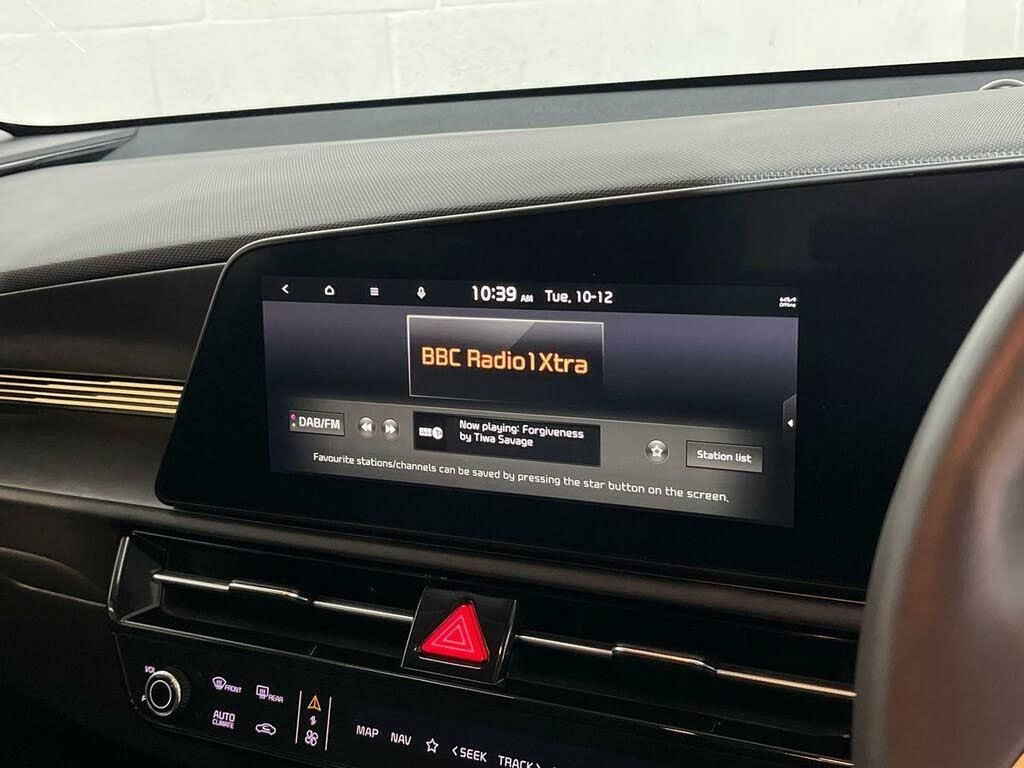 10:39 AM Tue, 10-12
Offline
BBC Radio1Xtra
DAB/FM
Now playing: Forgiveness
by Tiwa Savage
Station list
Favourite stations/channels can be saved by pressing the star button on the screen.
VOL
FRONT
REAR
AUTO
CLIMATE
MAP NAV
SEEK
TRACK